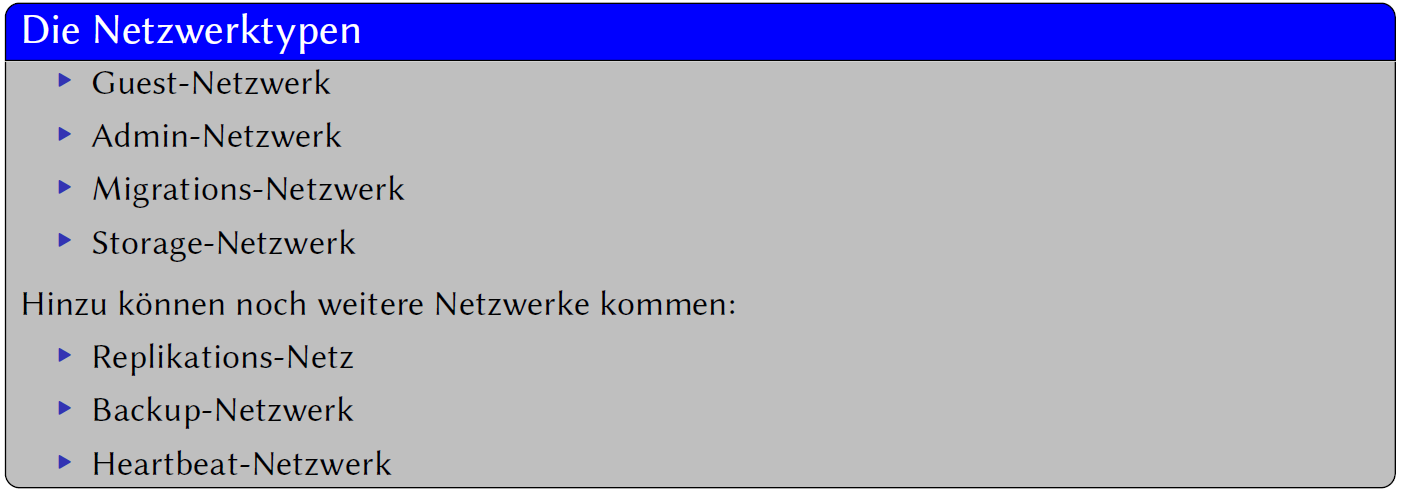 Die Netzwerktypen
Guest-Netzwerk
Admin-Netzwerk
Migrations-Netzwerk
Storage-Netzwerk
Hinzu können noch weitere Netzwerke kommen:
Replikations-Netz
Backup-Netzwerk
Heartbeat-Netzwerk